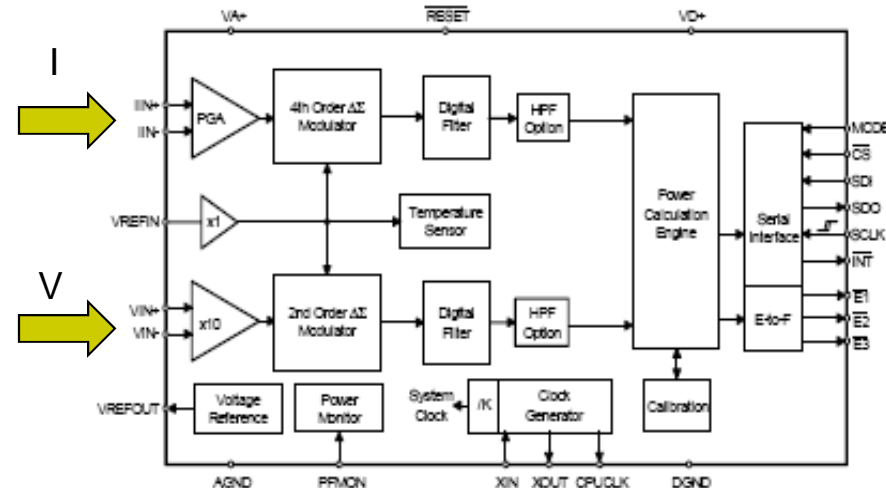 VA+ RESET VD+
I
IIN+
IIN-
PGA
4th Order ΔΣ
Modulator
Digital
Filter
HPF
Option
VREFIN
x1
Temperature
Sensor
Power
Calculation
Engine
Serial
Interface
MODE
CS
SDI
SDO
SCLK
INT
V
VIN+
VIN-
x10
2nd Order ΔΣ
Modulator
Digital
Filter
HPF
Option
E-to-F
E1
E2
E3
VREFOUT
Voltage
Reference
Power
Monitor
System
Clock
/K
Clock
Generator
Calibration
AGND PFMON XIN XOUT CPUCLK DGND